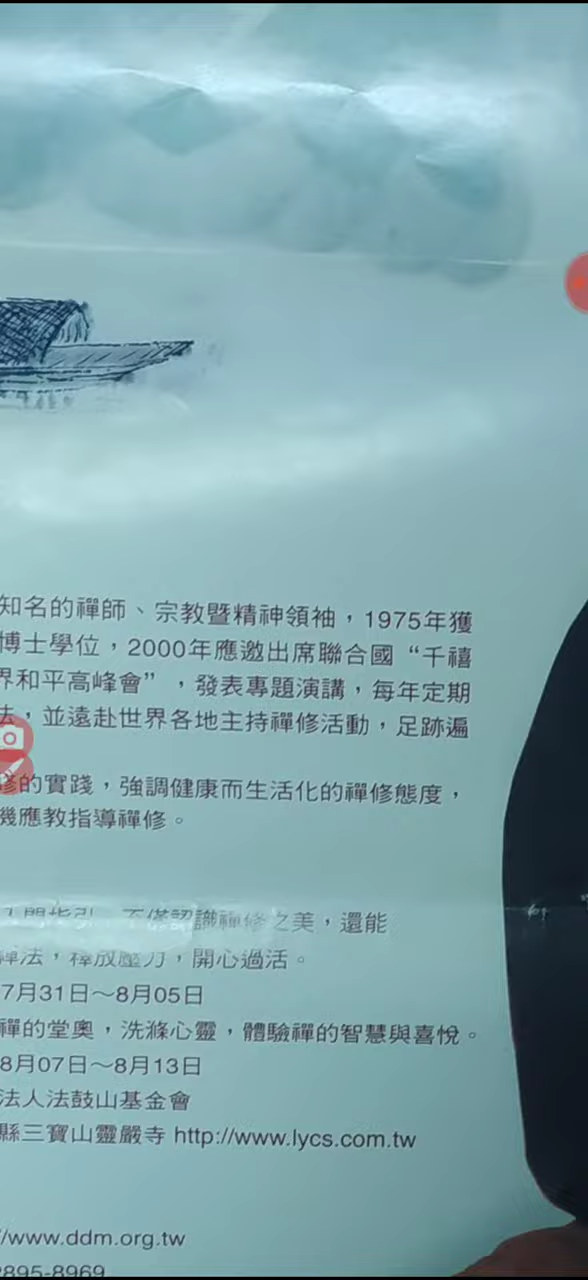 知名的禪師、宗教暨精神領袖，1975年獲
博士學位，2000年應邀出席聯合國“千禧
界和平高峰會”，發表專題演講，每年定期
法，並遠赴世界各地主持禪修活動，足跡遍
修的實踐，強調健康而生活化的禪修態度，
機應教指導禪修。
入門指引，不僅認識禪修之美，還能
禪法，釋放壓力，開心過活。
7月31日～8月05日
禪的堂奧，洗滌心靈，體驗禪的智慧與喜悅。
8月07日～8月13日
法人法鼓山基金會
縣三寶山靈嚴寺 http://www.lycs.com.tw
/www.ddm.org.tw
2895-8969